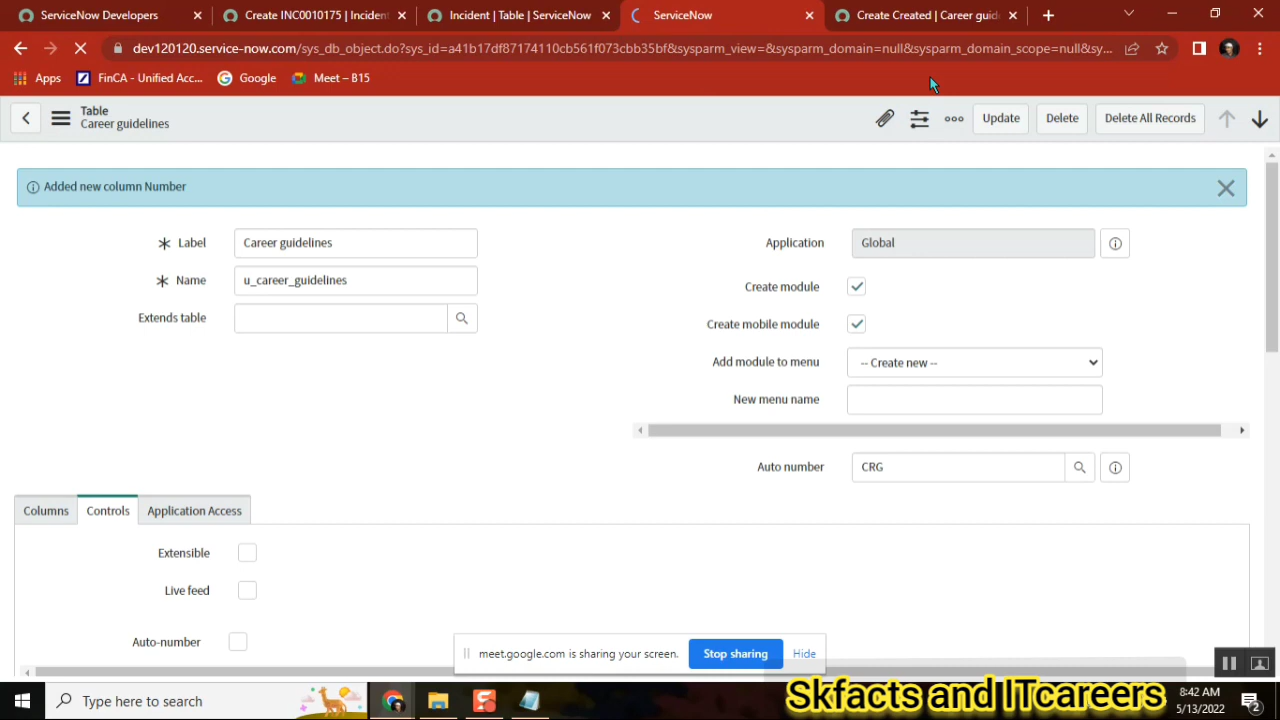 ServiceNow Developers
Create INC0010175 | Inciden
Incident | Table | ServiceNow
ServiceNow
Create Created | Career guid
dev120120.service-now.com/sys_db_object.do?sys_id=a41b17df87174110cb561f073cbb35bf&sysparm_view=&sysparm_domain=null&sysparm_domain_scope=null&sy...
Apps
FinCA - Unified Acc...
Google
Meet – B15
Table
Career guidelines
Update
Delete
Delete All Records
Added new column Number
Label
Career guidelines
Application
Global
Name
u_career_guidelines
Create module
Extends table
Create mobile module
Add module to menu
-- Create new --
New menu name
Auto number
CRG
Columns
Controls
Application Access
Extensible
Live feed
Auto-number
meet.google.com is sharing your screen.
Stop sharing
Hide
Type here to search
Skfacts and ITcareers
8:42 AM
5/13/2022
2